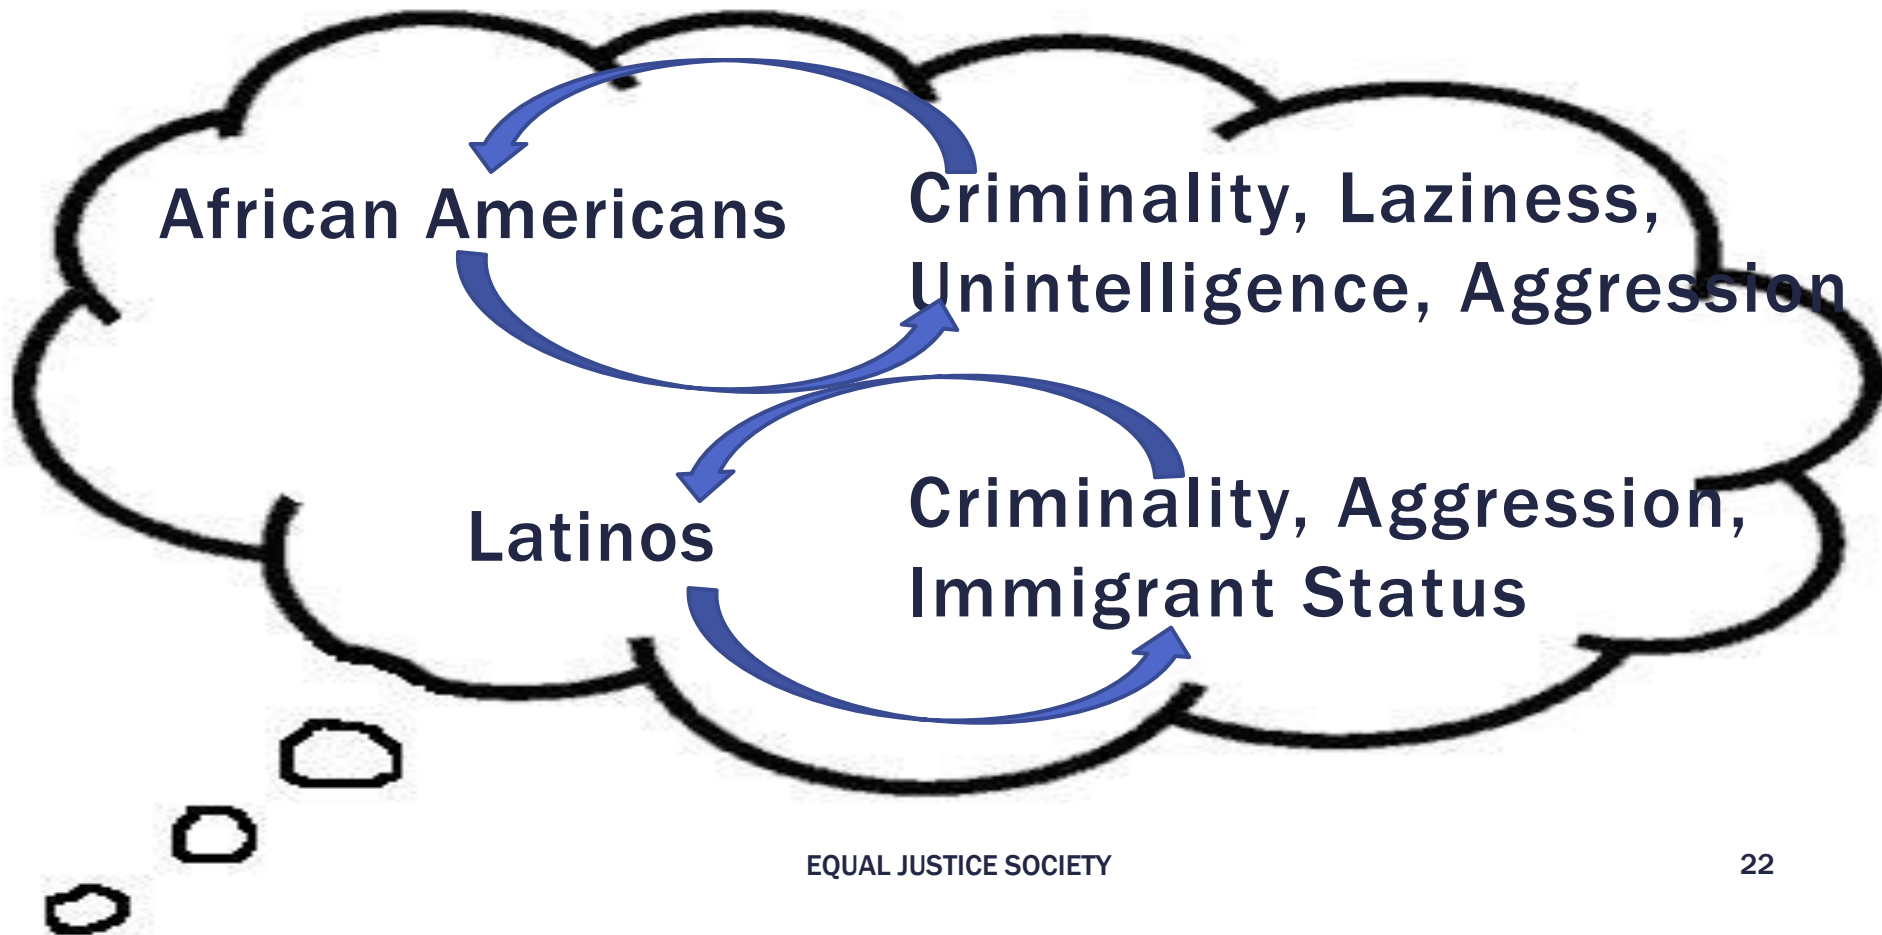 African Americans
Criminality, Laziness,
Unintelligence, Aggression
Latinos
Criminality, Aggression,
Immigrant Status
EQUAL JUSTICE SOCIETY
22